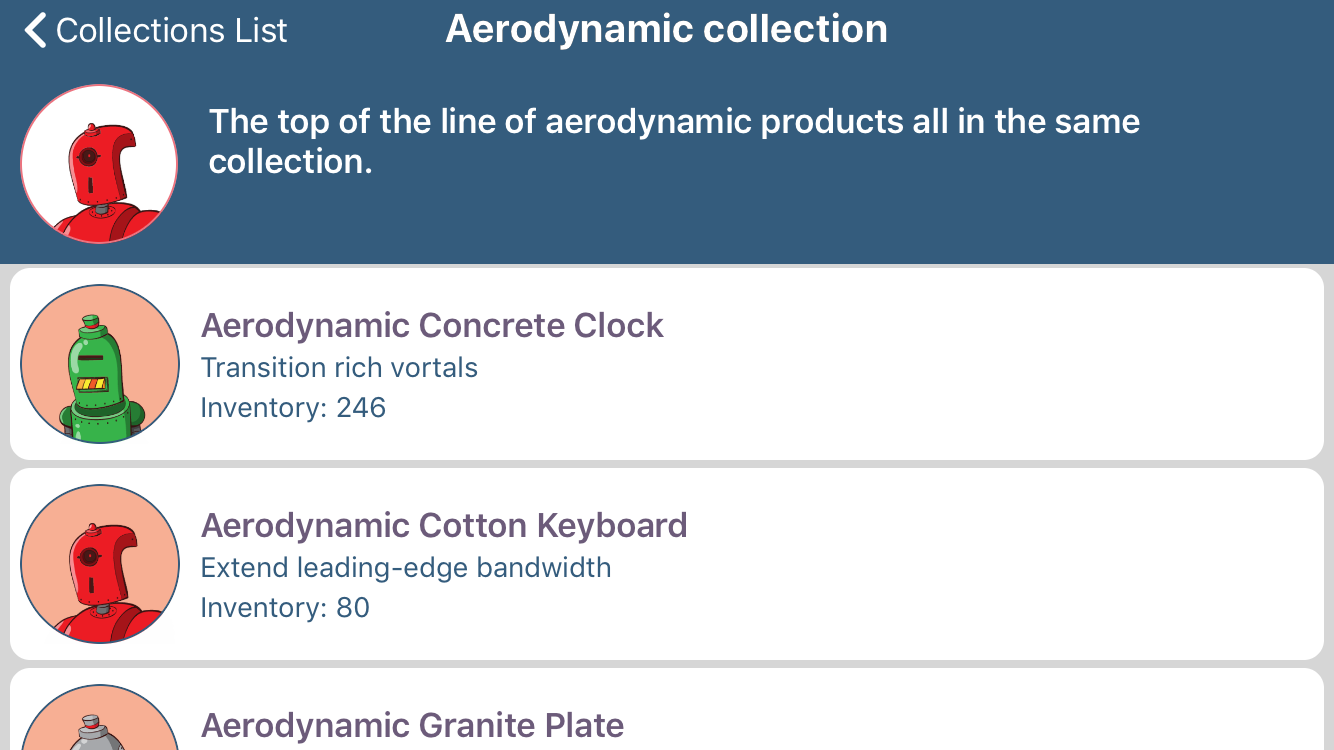 Collections List
Aerodynamic collection
The top of the line of aerodynamic products all in the same
collection.
Aerodynamic Concrete Clock
Transition rich vortals
Inventory: 246
Aerodynamic Cotton Keyboard
Extend leading-edge bandwidth
Inventory: 80
Aerodynamic Granite Plate